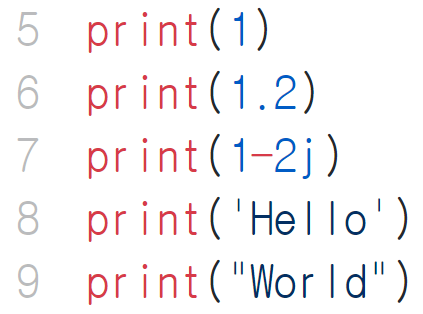 5 print(1)
6 print(1.2)
7 print(1-2j)
8 print('Hello')
9 print("World")